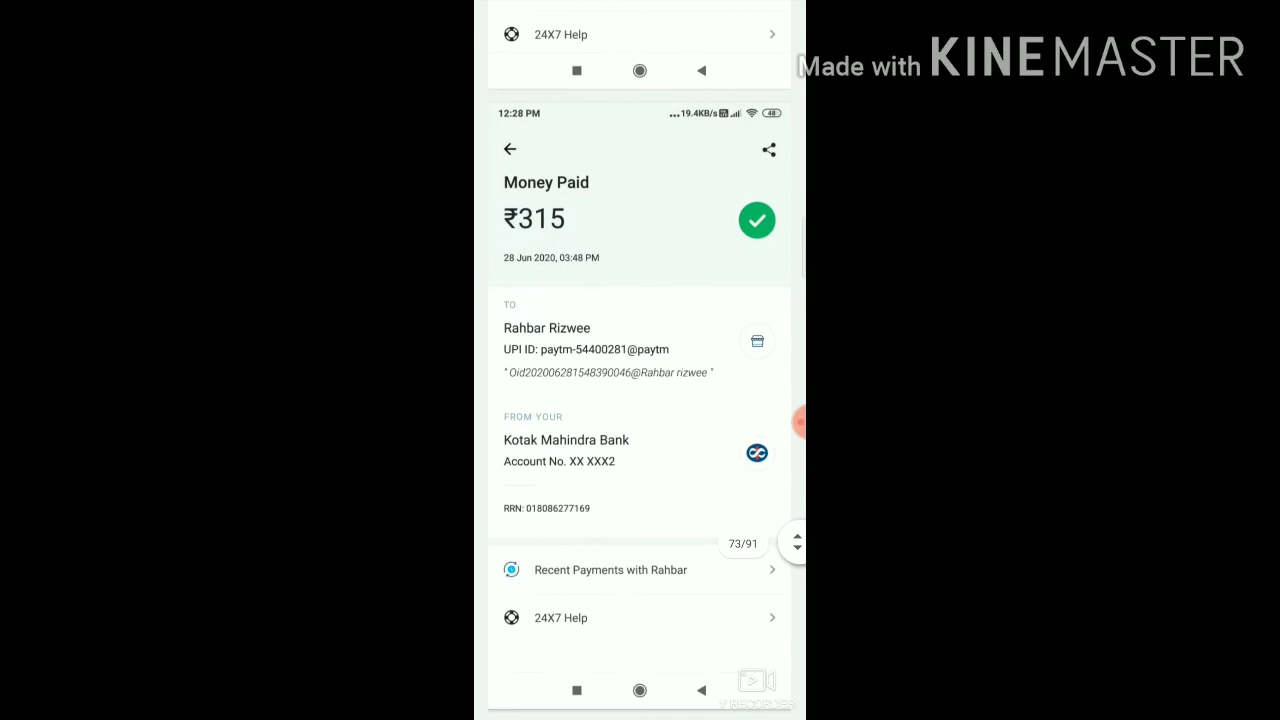 24X7 Help
Made with KINEMASTER
12:28 PM
...19.4KB/s
48
Money Paid
₹315
28 Jun 2020, 03:48 PM
TO
Rahbar Rizwee
UPI ID: paytm-54400281@paytm
" Oid202006281548390046@Rahbar rizwee "
FROM YOUR
Kotak Mahindra Bank
Account No. XX XXX2
RRN: 018086277169
73/91
Recent Payments with Rahbar
24X7 Help
V RECORDER